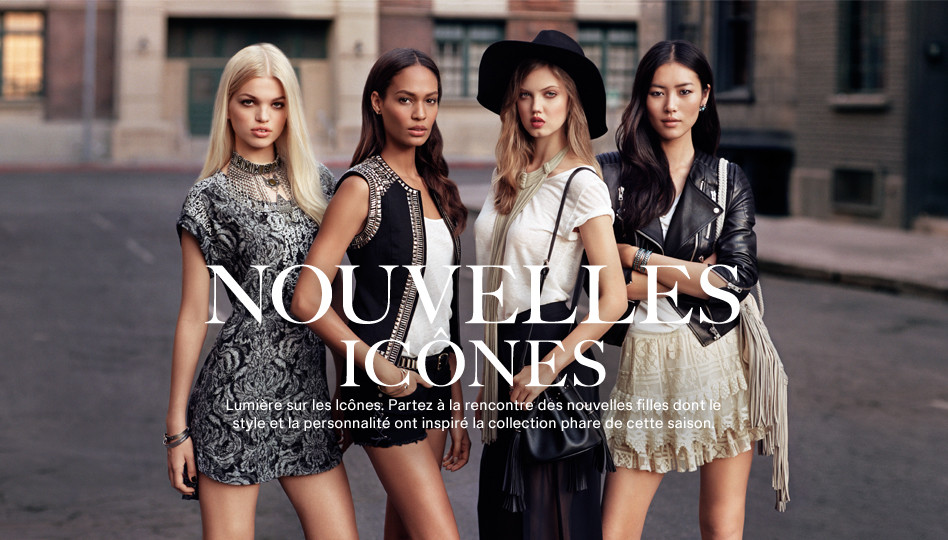 NOUVELLES
ICÔNES
Lumière sur les Icônes. Partez à la rencontre des nouvelles filles dont le
style et la personnalité ont inspiré la collection phare de cette saison.